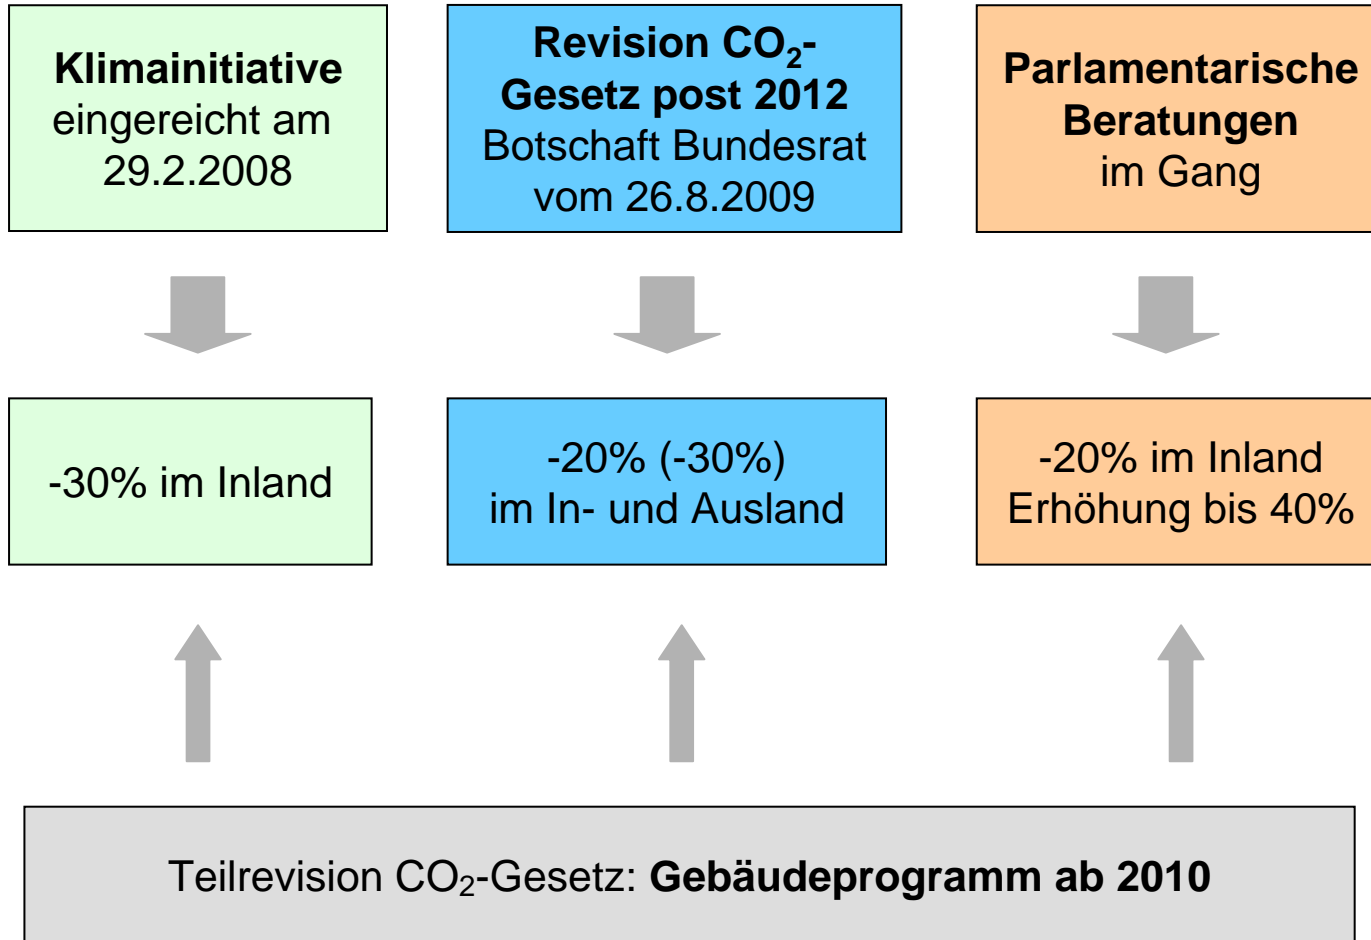 Klimainitiative
eingereicht am
29.2.2008
Revision CO₂-
Gesetz post 2012
Botschaft Bundesrat
vom 26.8.2009
Parlamentarische
Beratungen
im Gang
-30% im Inland
-20% (-30%)
im In- und Ausland
-20% im Inland
Erhöhung bis 40%
Teilrevision CO₂-Gesetz: Gebäudeprogramm ab 2010